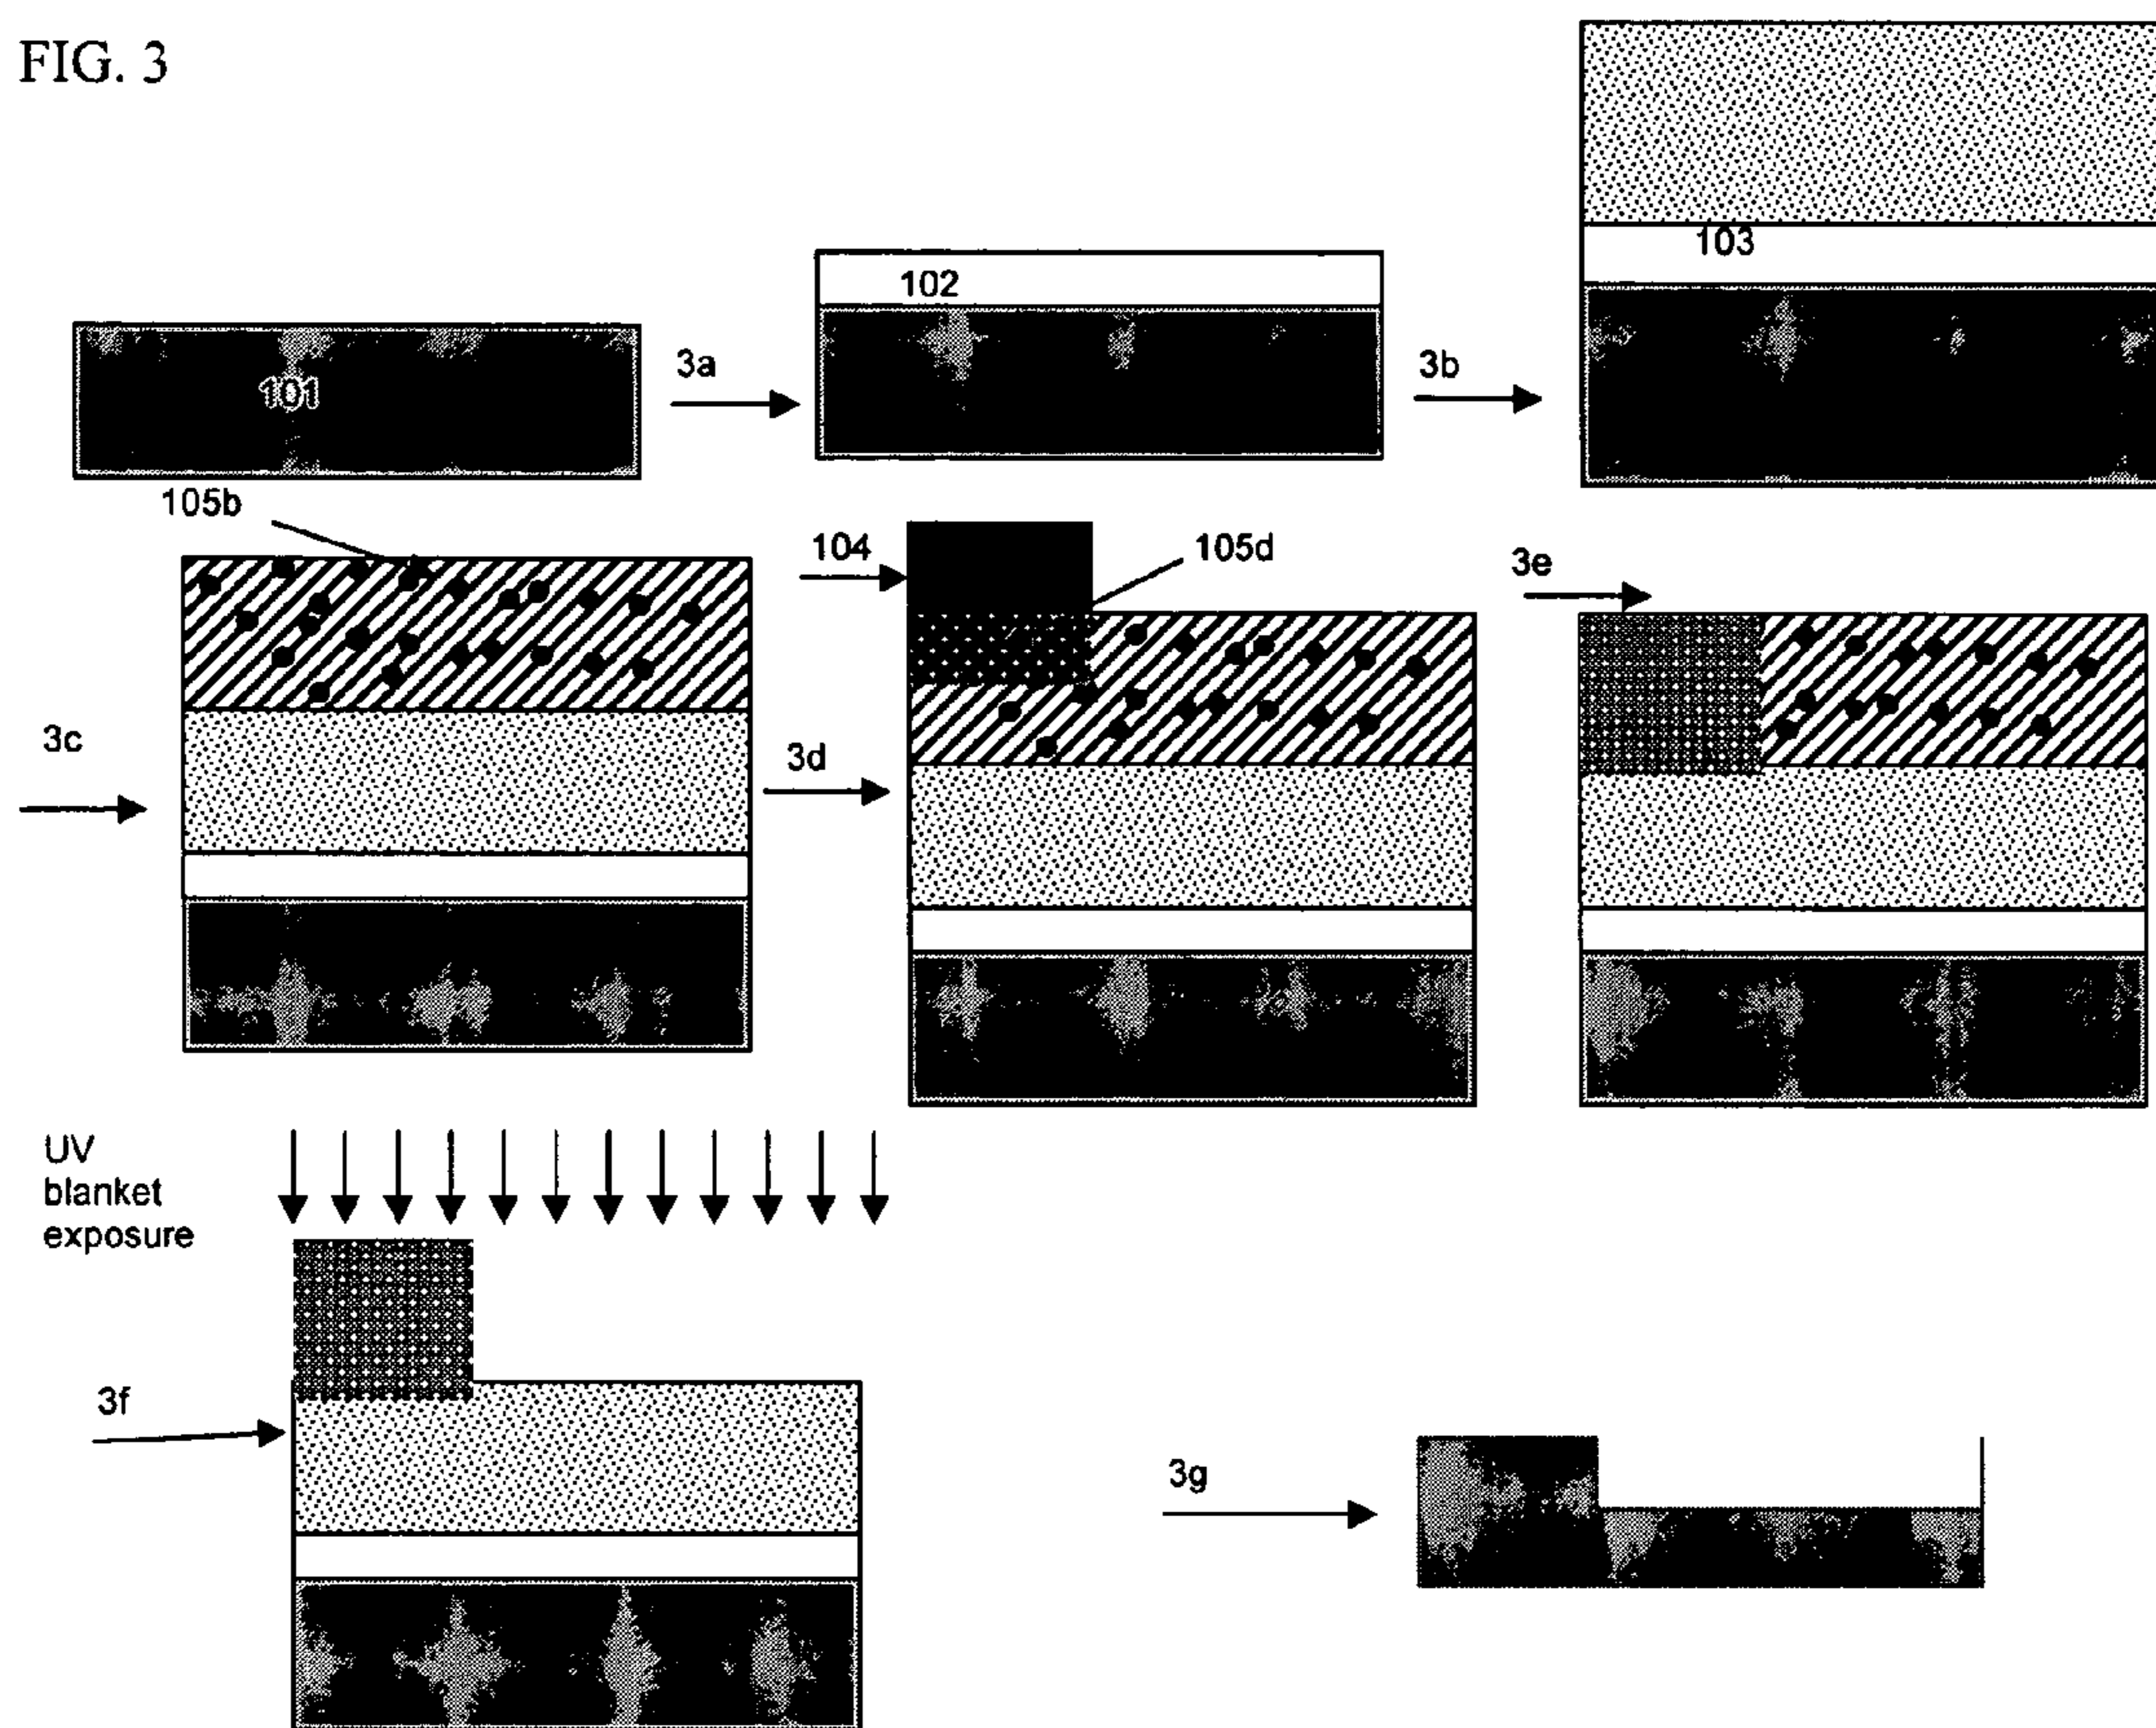 FIG. 3
101
3a
102
3b
103
105b
3c
3d
104
105d
3e
UV
blanket
exposure
3f
3g